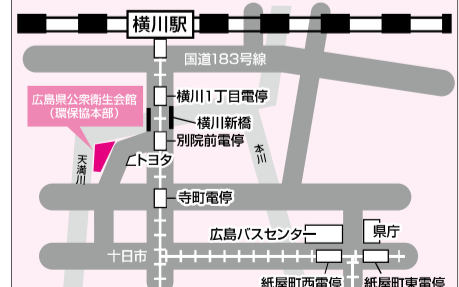 横川駅
国道183号線
広島県公衆衛生会館
（環保協本部）
横川1丁目電停
横川新橋
別院前電停
トヨタ
天満川
本川
寺町電停
広島バスセンター
県庁
十日市
紙屋町西電停
紙屋町東電停